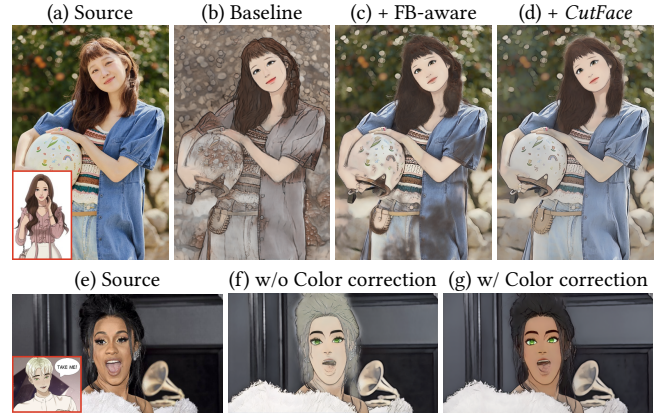 (a) Source (b) Baseline (c) + FB-aware (d) + CutFace
(e) Source (f) w/o Color correction (g) w/ Color correction
TAKE ME!